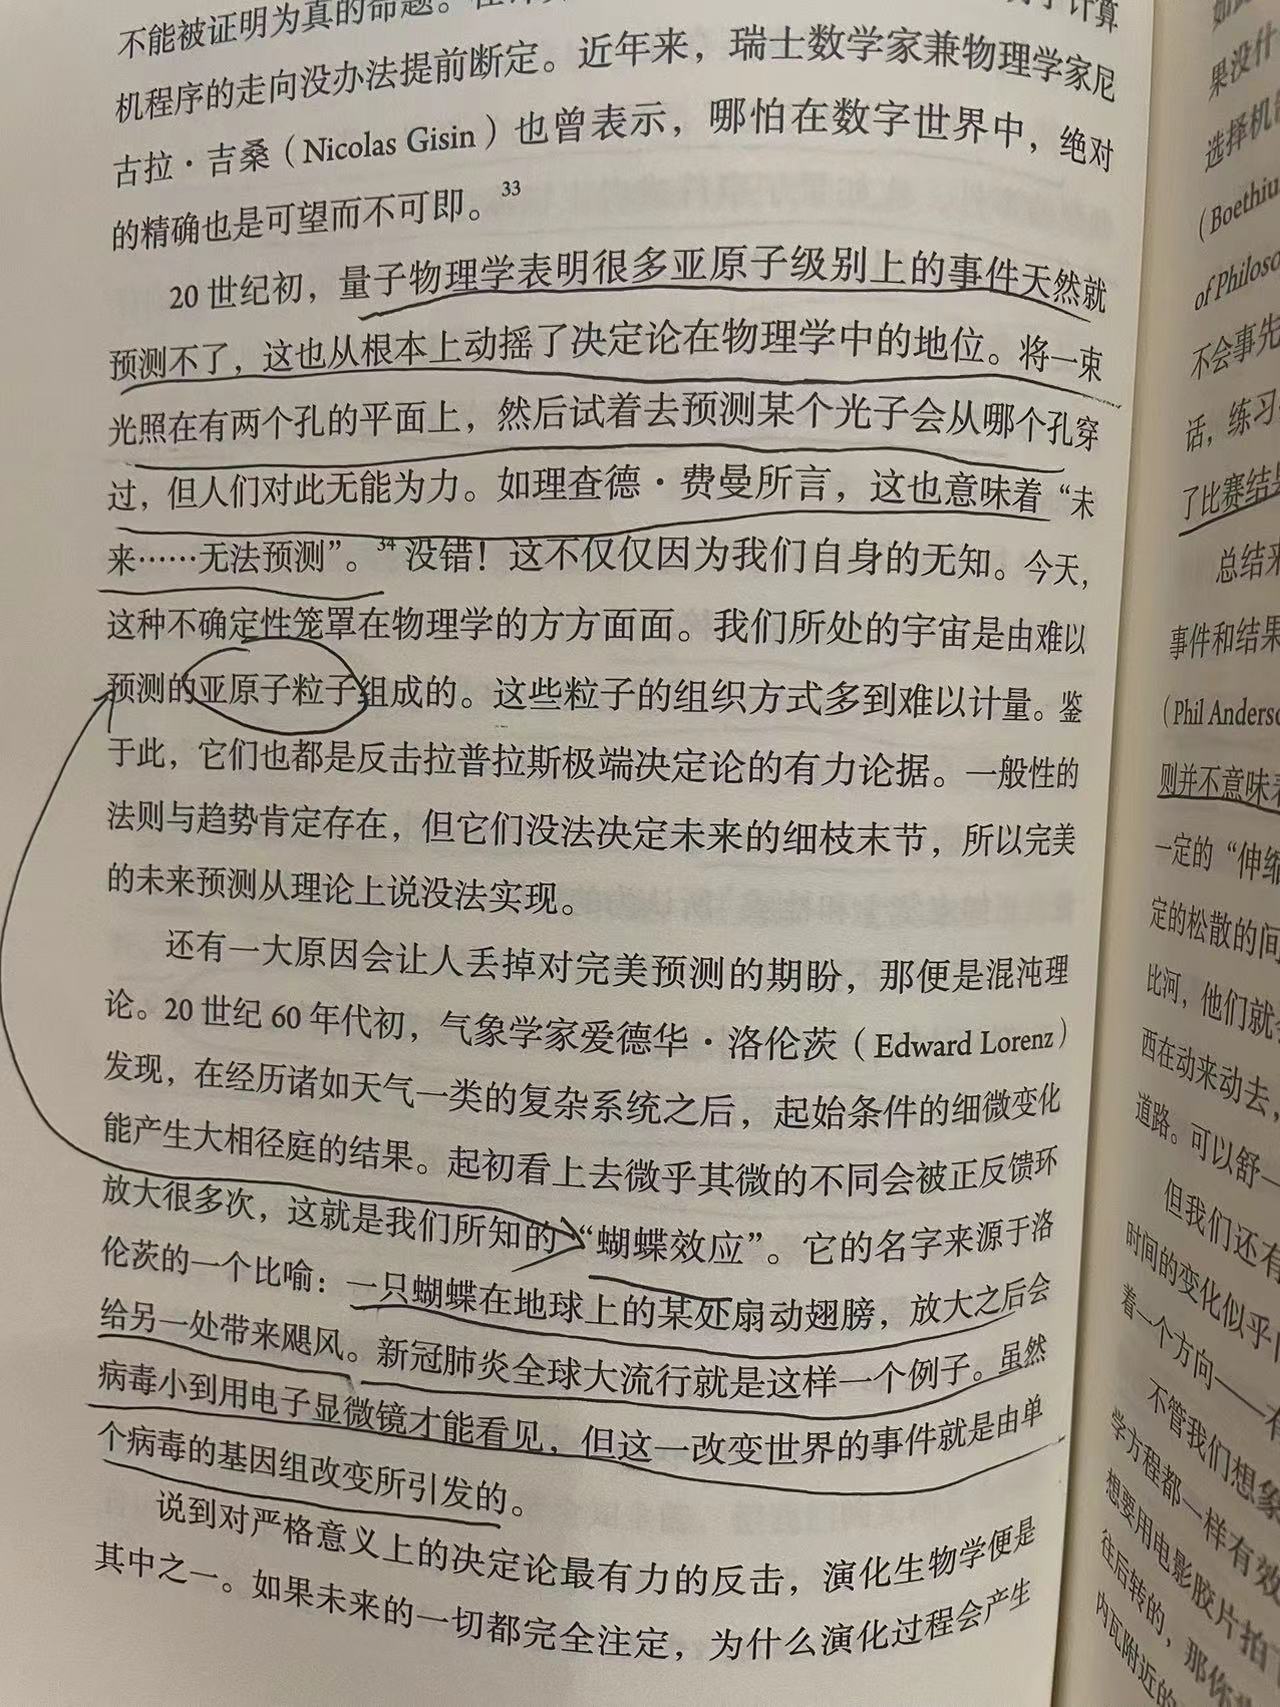 不能被证明为真的命题。在计
计算
机程序的走向没办法提前断定。近年来，瑞士数学家兼物理学家尼
古拉·吉桑（Nicolas Gisin）也曾表示，哪怕在数字世界中，绝对
的精确也是可望而不可即。33
20世纪初，量子物理学表明很多亚原子级别上的事件天然就
预测不了，这也从根本上动摇了决定论在物理学中的地位。将一束
光照在有两个孔的平面上，然后试着去预测某个光子会从哪个孔穿
过，但人们对此无能为力。如理查德·费曼所言，这也意味着“未
来……无法预测”。34 没错！这不仅仅因为我们自身的无知。今天，
这种不确定性笼罩在物理学的方方面面。我们所处的宇宙是由难以
预测的亚原子粒子组成的。这些粒子的组织方式多到难以计量。鉴
于此，它们也都是反击拉普拉斯极端决定论的有力论据。一般性的
法则与趋势肯定存在，但它们没法决定未来的细枝末节，所以完美
的未来预测从理论上说没法实现。
还有一大原因会让人丢掉对完美预测的期盼，那便是混沌理
论。20世纪60年代初，气象学家爱德华·洛伦茨（Edward Lorenz）
发现，在经历诸如天气一类的复杂系统之后，起始条件的细微变化
能产生大相径庭的结果。起初看上去微乎其微的不同会被正反馈环
放大很多次，这就是我们所知的“蝴蝶效应”。它的名字来源于洛
伦茨的一个比喻：一只蝴蝶在地球上的某处扇动翅膀，放大之后会
给另一处带来飓风。新冠肺炎全球大流行就是这样一个例子。虽然
病毒小到用电子显微镜才能看见，但这一改变世界的事件就是由单
个病毒的基因组改变所引发的。
说到对严格意义上的决定论最有力的反击，演化生物学便是
其中之一。如果未来的一切都完全注定，为什么演化过程会产生
果没什
选择机
（Boethiu
of Philoso
不会事先
话，练习
了比赛结果
总结来
事件和结果
（Phil Anderso
则并不意味着
一定的“伸缩
定的松散的间
比河，他们就
西在动来动去，
道路。可以舒一
但我们还有
时间的变化似乎
着一个方向——
不管我们想象
学方程都一样有效
想要用电影胶片拍
往后转的，那你
内瓦附近的